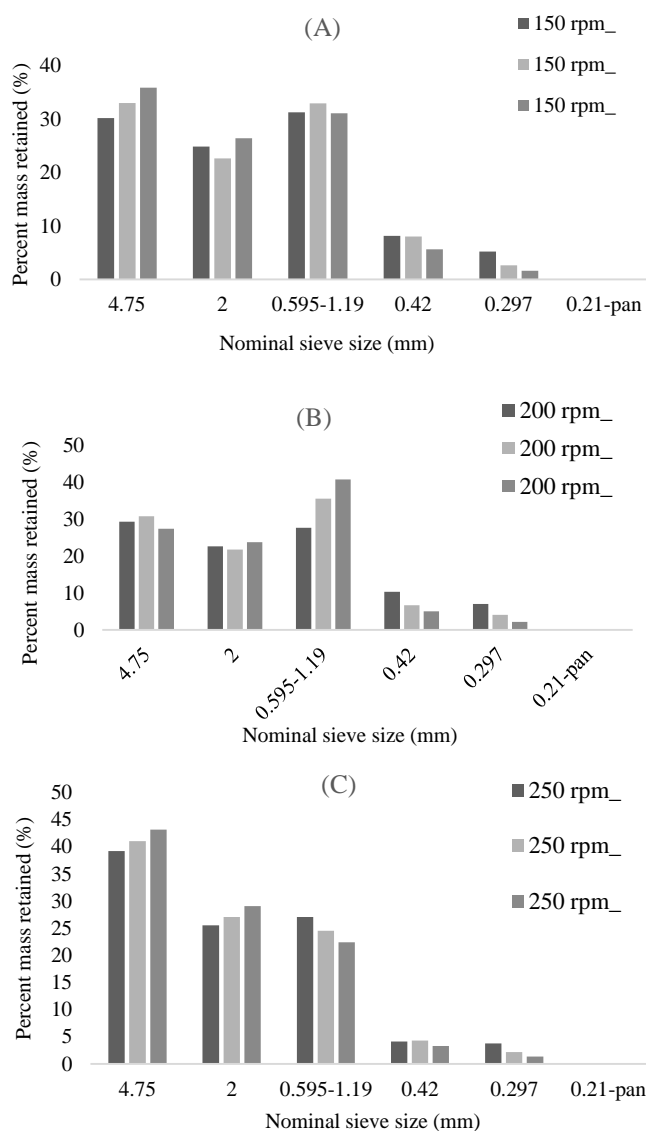 (A)
150 rpm_
150 rpm_
150 rpm_
Percent mass retained (%)
40
30
20
10
0
4.75 2 0.595-1.19 0.42 0.297 0.21-pan
Nominal sieve size (mm)
(B)
200 rpm_
200 rpm_
200 rpm_
Percent mass retained (%)
50
40
30
20
10
0
4.75 2 0.595-1.19 0.42 0.297 0.21-pan
Nominal sieve size (mm)
(C)
250 rpm_
250 rpm_
250 rpm_
Percent mass retained (%)
50
45
40
35
30
25
20
15
10
5
0
4.75 2 0.595-1.19 0.42 0.297 0.21-pan
Nominal sieve size (mm)